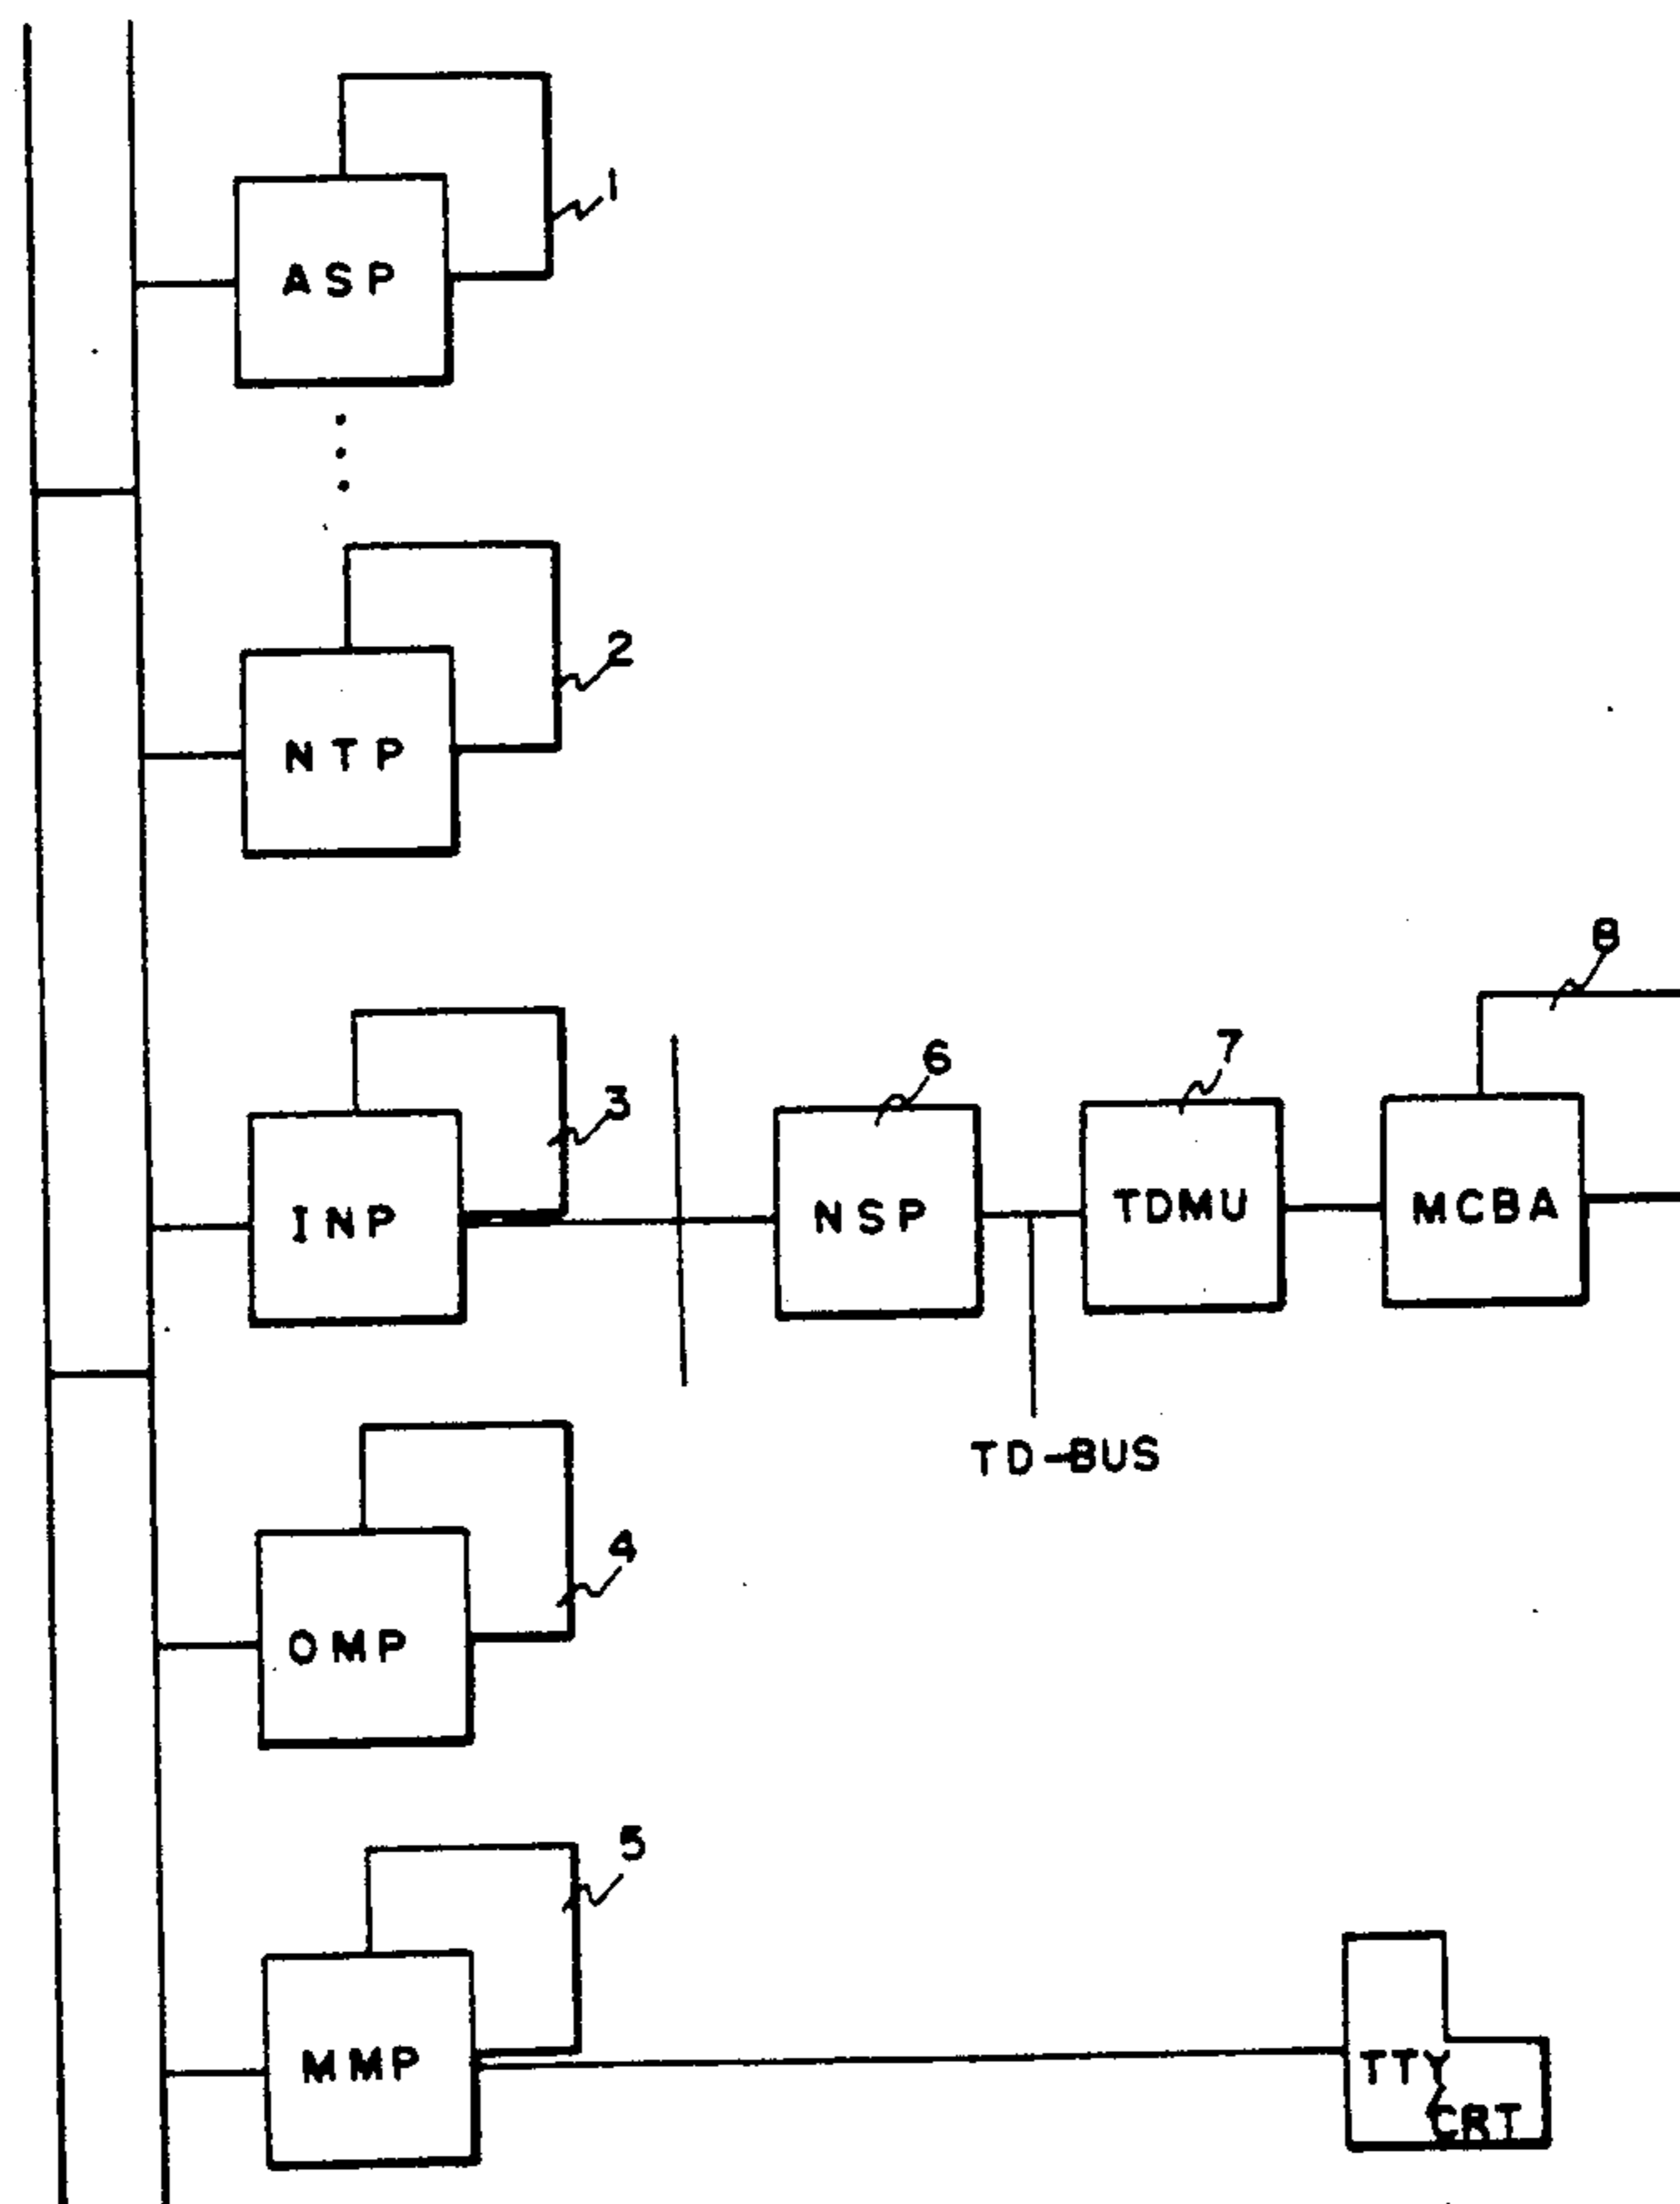 1
ASP
2
NTP
8
6
7
3
INP
NSP
TDMU
MCBA
TD-BUS
4
OMP
5
MMP
TTY
CRT